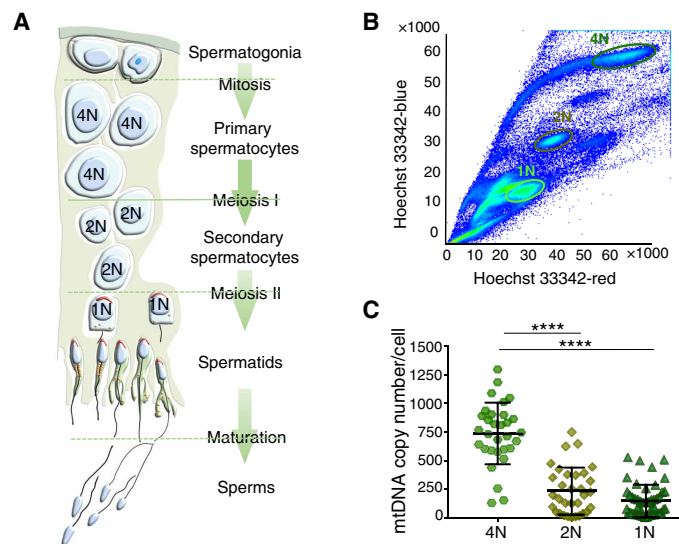 A
Spermatogonia
Mitosis
4N
4N
Primary
spermatocytes
4N
Meiosis I
2N
2N
Secondary
spermatocytes
2N
Meiosis II
1N
1N
Spermatids
Maturation
Sperms
B
×1000
60
50
40
30
20
10
0
Hoechst 33342-blue
4N
2N
1N
0 10 20 30 40 50 60 ×1000
Hoechst 33342-red
C
****
****
1500
1250
1000
750
500
250
0
mtDNA copy number/cell
4N 2N 1N